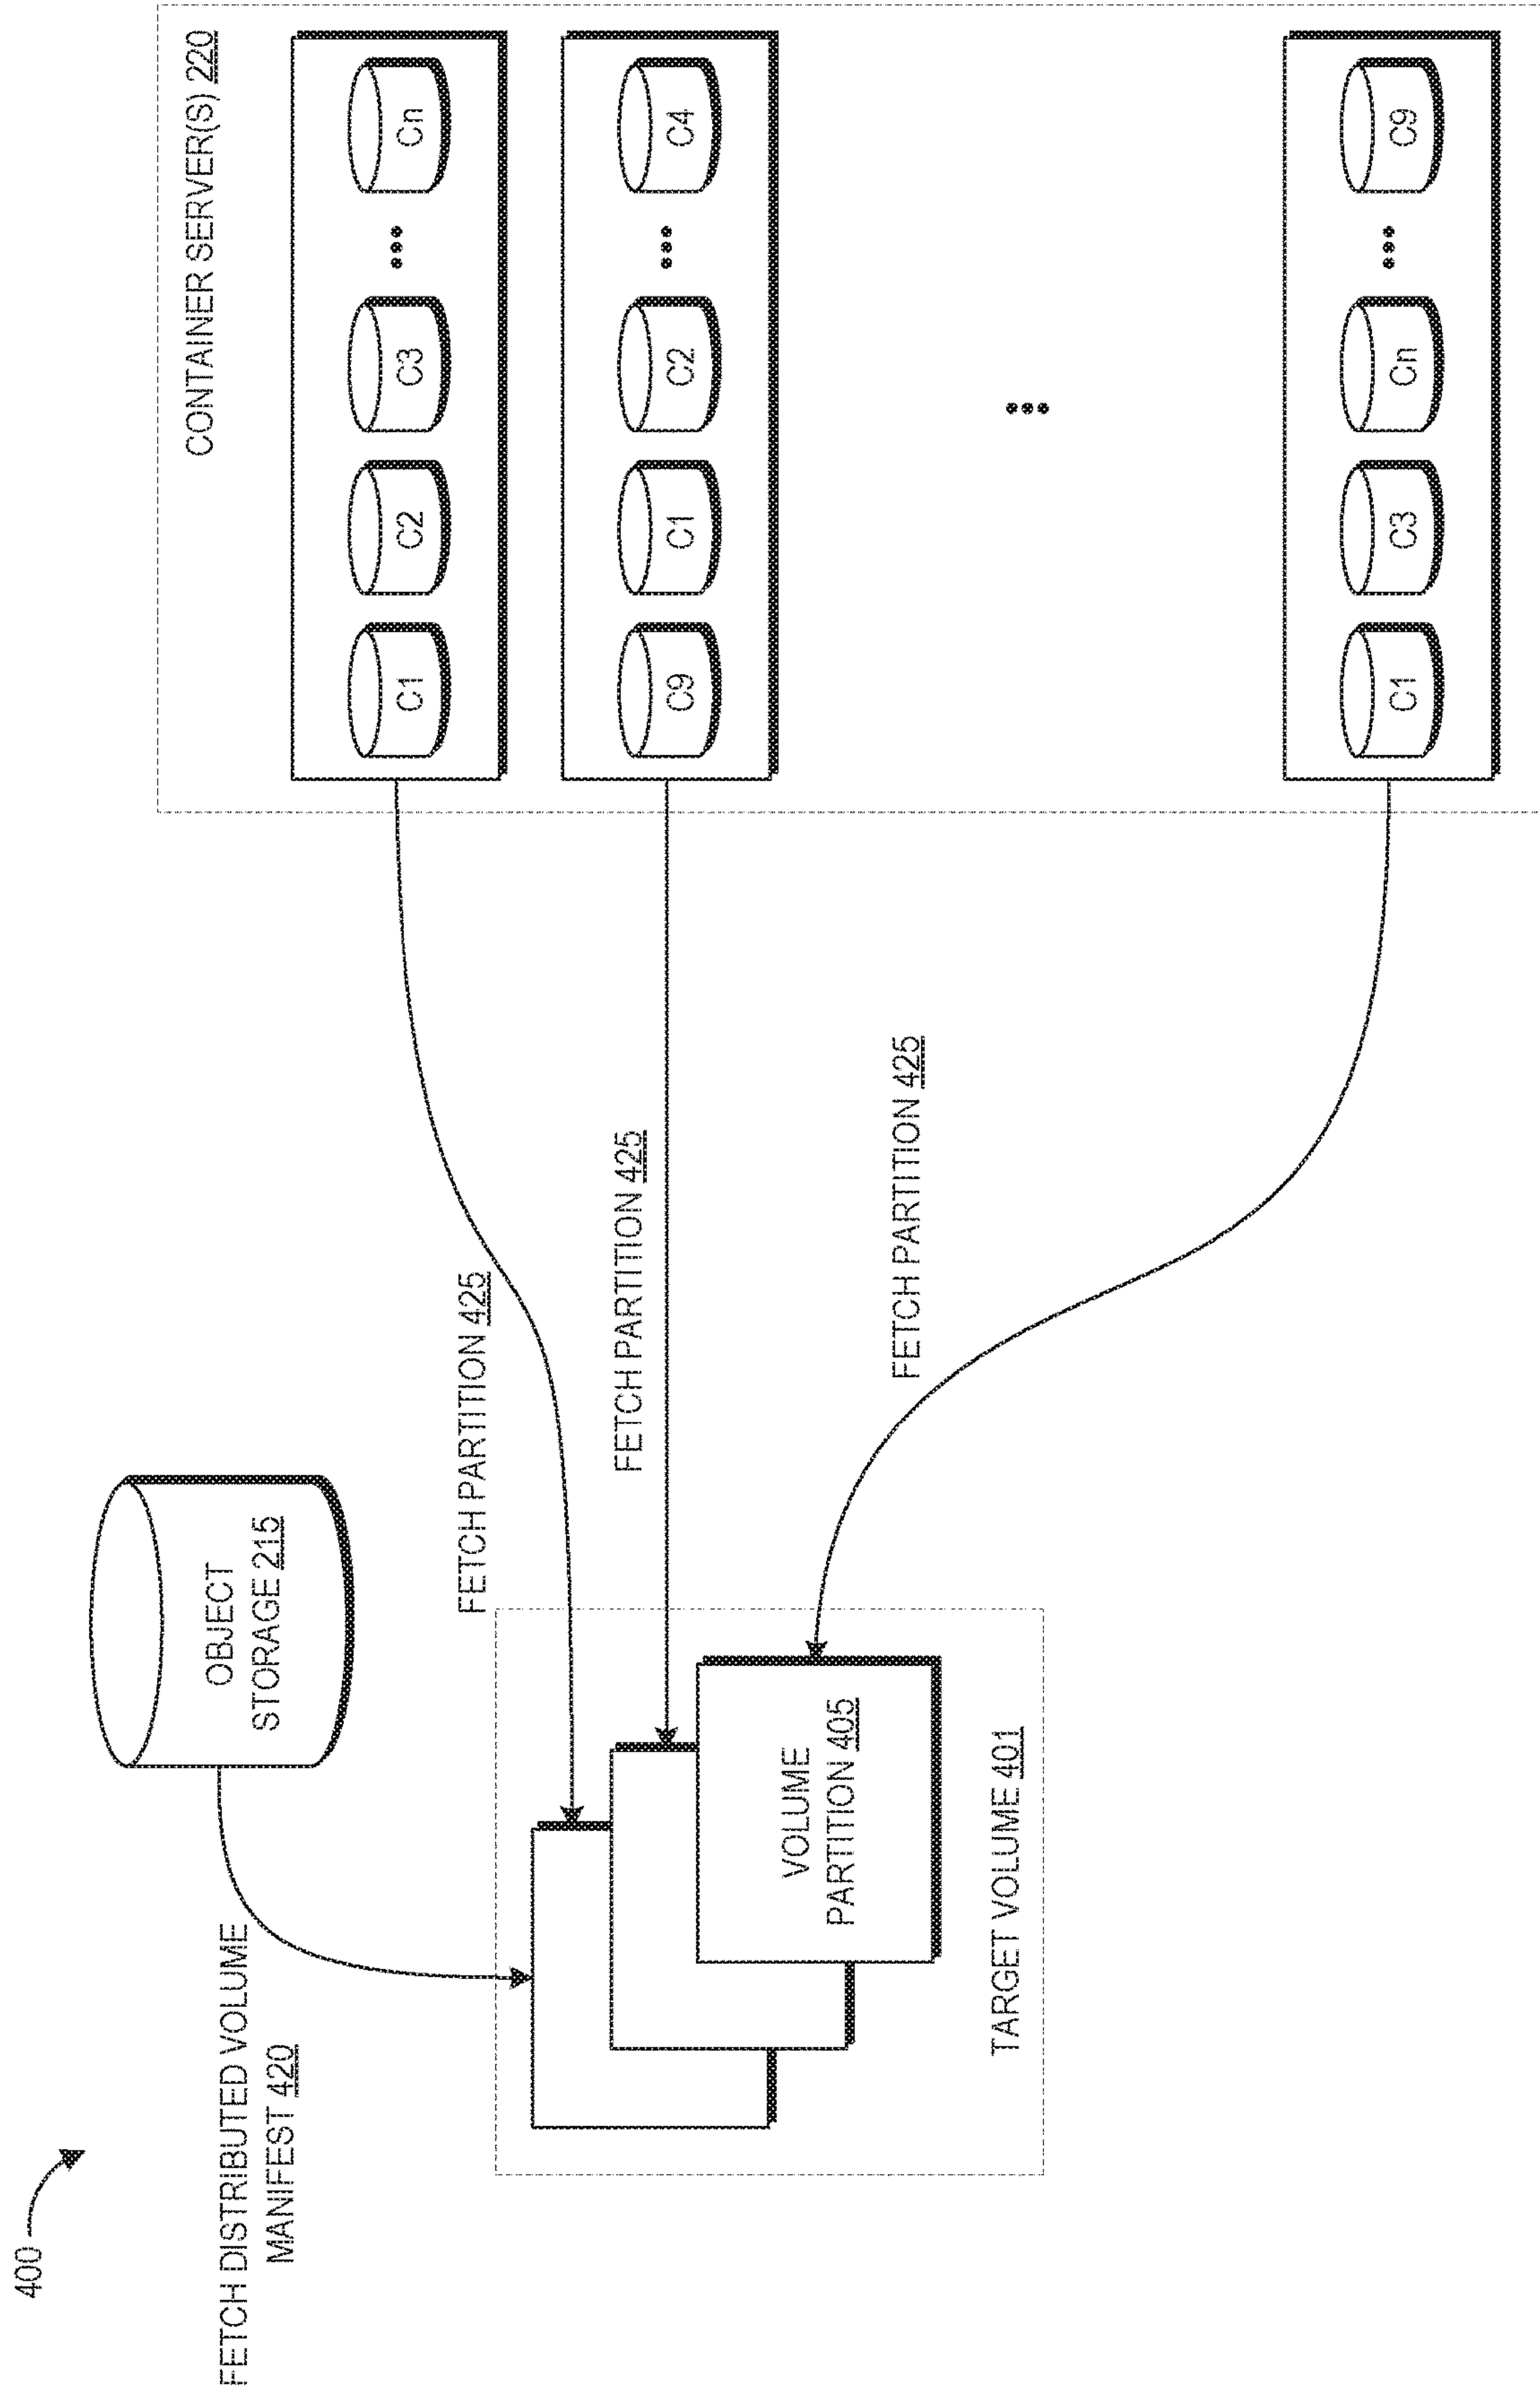 400
FETCH DISTRIBUTED VOLUME
MANIFEST 420
OBJECT
STORAGE 215
CONTAINER SERVER(S) 220
C1 C2 C3 ••• Cn
FETCH PARTITION 425
C9 C1 C2 ••• C4
FETCH PARTITION 425
•••
FETCH PARTITION 425
C1 C3 Cn ••• C9
VOLUME
PARTITION 405
TARGET VOLUME 401